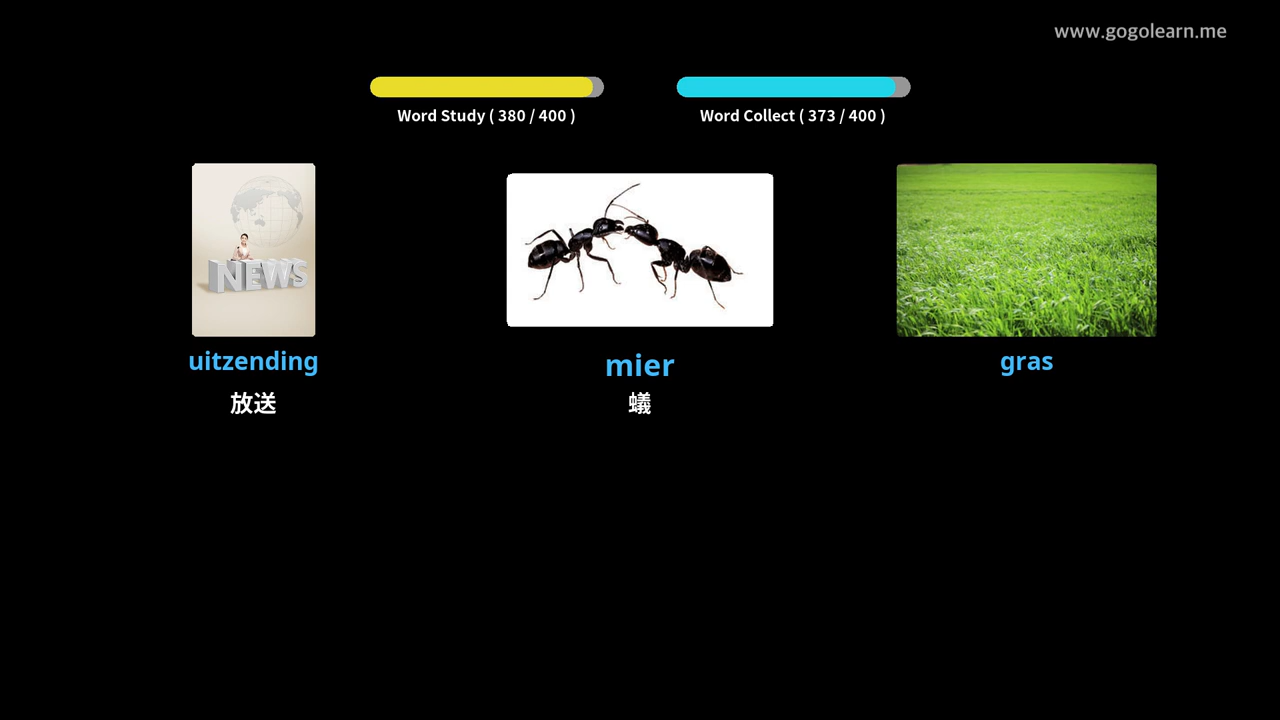 www.gogolearn.me
Word Study ( 380 / 400 )
Word Collect ( 373 / 400 )
NEWS
uitzending
mier
gras
放送
蟻